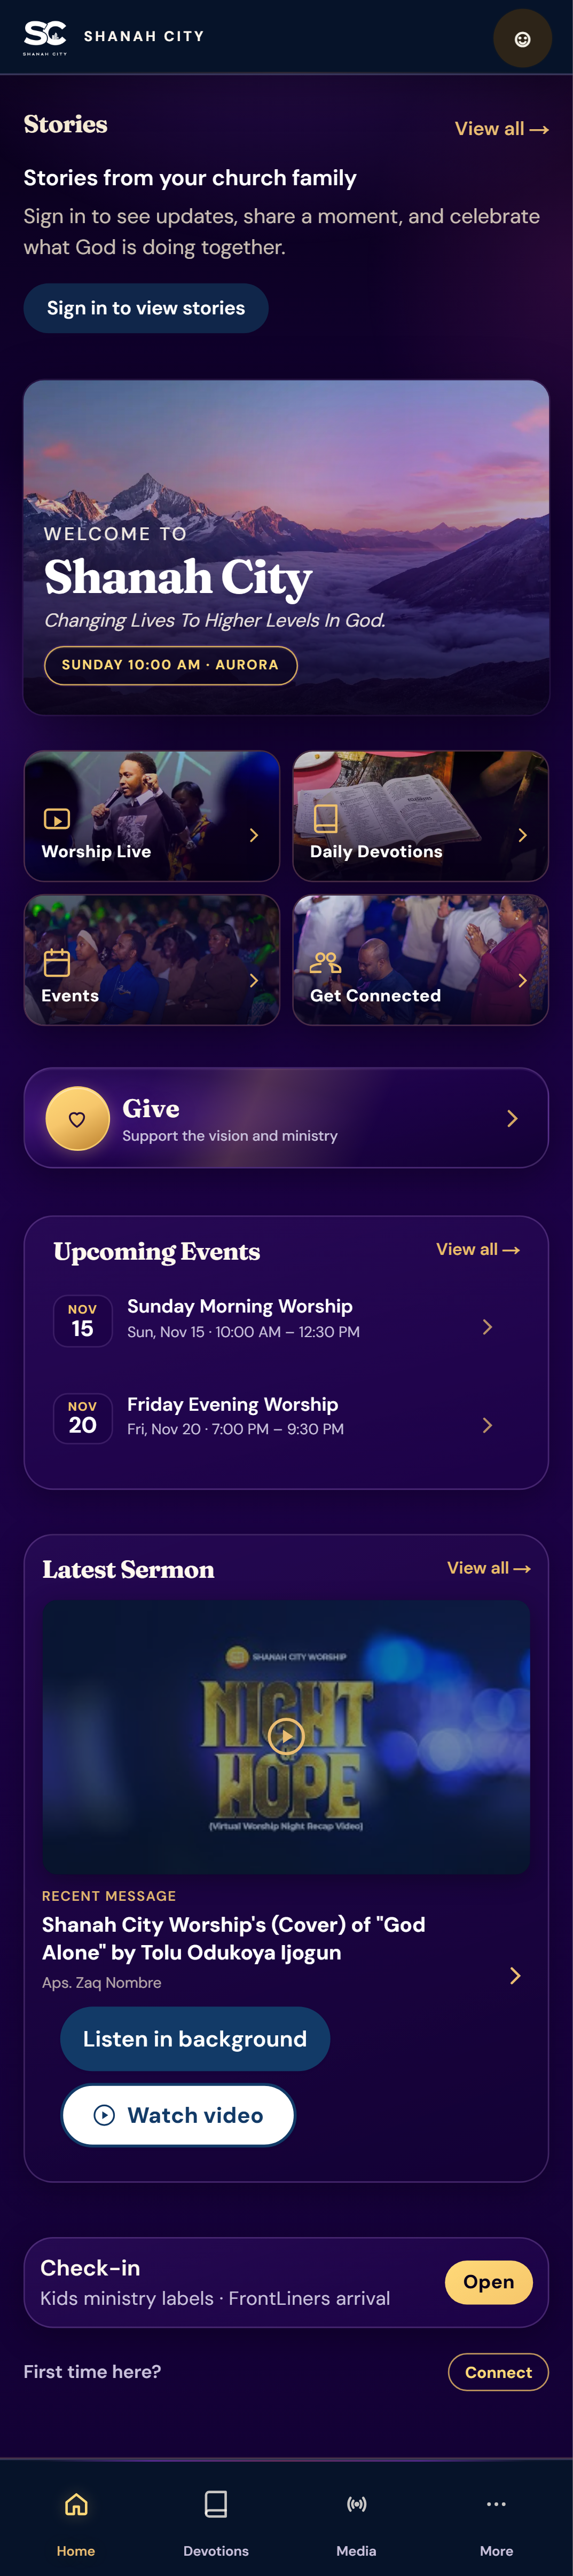 SC
SHANAH CITY
SHANAH CITY
Stories
View all →
Stories from your church family
Sign in to see updates, share a moment, and celebrate
what God is doing together.
Sign in to view stories
WELCOME TO
Shanah City
Changing Lives To Higher Levels In God.
SUNDAY 10:00 AM · AURORA
Worship Live
Daily Devotions
Events
Get Connected
Give
Support the vision and ministry
Upcoming Events
View all →
NOV
15
Sunday Morning Worship
Sun, Nov 15 · 10:00 AM – 12:30 PM
NOV
20
Friday Evening Worship
Fri, Nov 20 · 7:00 PM – 9:30 PM
Latest Sermon
View all →
SHANAH CITY WORSHIP
NIGHT
OF
HOPE
(Virtual Worship Night Recap Video)
RECENT MESSAGE
Shanah City Worship's (Cover) of "God
Alone" by Tolu Odukoya Ijogun
Aps. Zaq Nombre
Listen in background
Watch video
Check-in
Kids ministry labels · FrontLiners arrival
Open
First time here?
Connect
Home
Devotions
Media
More